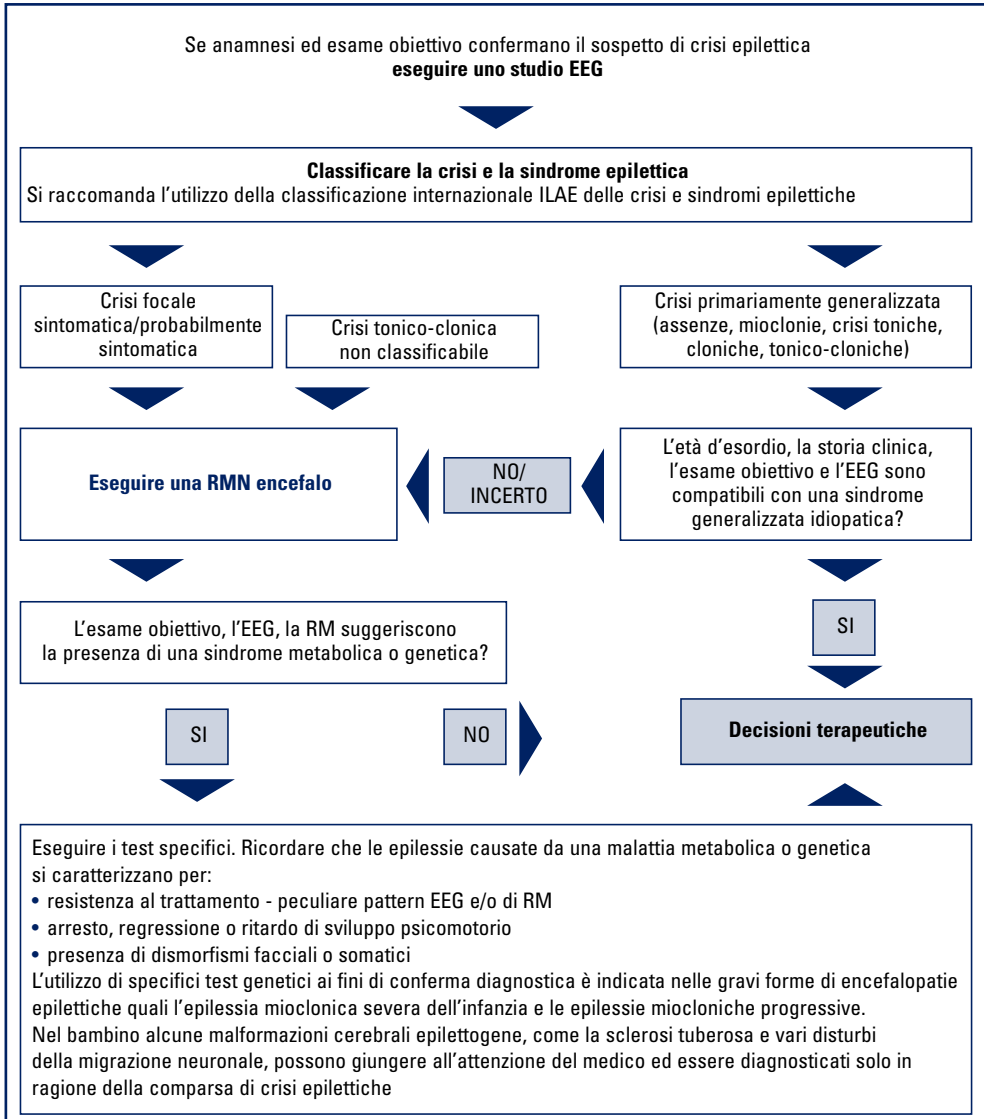 Se anamnesi ed esame obiettivo confermano il sospetto di crisi epilettica
eseguire uno studio EEG
Classificare la crisi e la sindrome epilettica
Si raccomanda l'utilizzo della classificazione internazionale ILAE delle crisi e sindromi epilettiche
Crisi focale
sintomatica/probabilmente
sintomatica
Crisi tonico-clonica
non classificabile
Crisi primariamente generalizzata
(assenze, mioclonie, crisi toniche,
cloniche, tonico-cloniche)
Eseguire una RMN encefalo
NO/
INCERTO
L'età d'esordio, la storia clinica,
l'esame obiettivo e l'EEG sono
compatibili con una sindrome
generalizzata idiopatica?
L'esame obiettivo, l'EEG, la RM suggeriscono
la presenza di una sindrome metabolica o genetica?
SI
SI
NO
Decisioni terapeutiche
Eseguire i test specifici. Ricordare che le epilessie causate da una malattia metabolica o genetica
si caratterizzano per:
• resistenza al trattamento - peculiare pattern EEG e/o di RM
• arresto, regressione o ritardo di sviluppo psicomotorio
• presenza di dismorfismi facciali o somatici
L'utilizzo di specifici test genetici ai fini di conferma diagnostica è indicata nelle gravi forme di encefalopatie
epilettiche quali l'epilessia mioclonica severa dell'infanzia e le epilessie miocloniche progressive.
Nel bambino alcune malformazioni cerebrali epilettogene, come la sclerosi tuberosa e vari disturbi
della migrazione neuronale, possono giungere all'attenzione del medico ed essere diagnosticati solo in
ragione della comparsa di crisi epilettiche